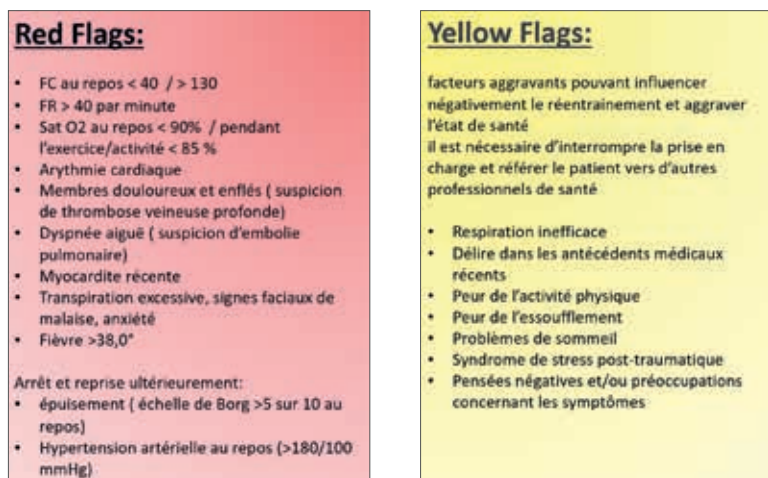 Red Flags:
• FC au repos < 40 / > 130
• FR > 40 par minute
• Sat O2 au repos < 90% / pendant
l'exercice/activité < 85 %
• Arythmie cardiaque
• Membres douloureux et enflés ( suspicion
de thrombose veineuse profonde)
• Dyspnée aiguë ( suspicion d'embolie
pulmonaire)
• Myocardite récente
• Transpiration excessive, signes faciaux de
malaise, anxiété
• Fièvre >38,0°
Arrêt et reprise ultérieurement:
• épuisement ( échelle de Borg >5 sur 10 au
repos)
• Hypertension artérielle au repos (>180/100
mmHg)
Yellow Flags:
facteurs aggravants pouvant influencer
négativement le réentrainement et aggraver
l'état de santé
il est nécessaire d'interrompre la prise en
charge et référer le patient vers d'autres
professionnels de santé
• Respiration inefficace
• Délire dans les antécédents médicaux
récents
• Peur de l'activité physique
• Peur de l'essoufflement
• Problèmes de sommeil
• Syndrome de stress post-traumatique
• Pensées négatives et/ou préoccupations
concernant les symptômes